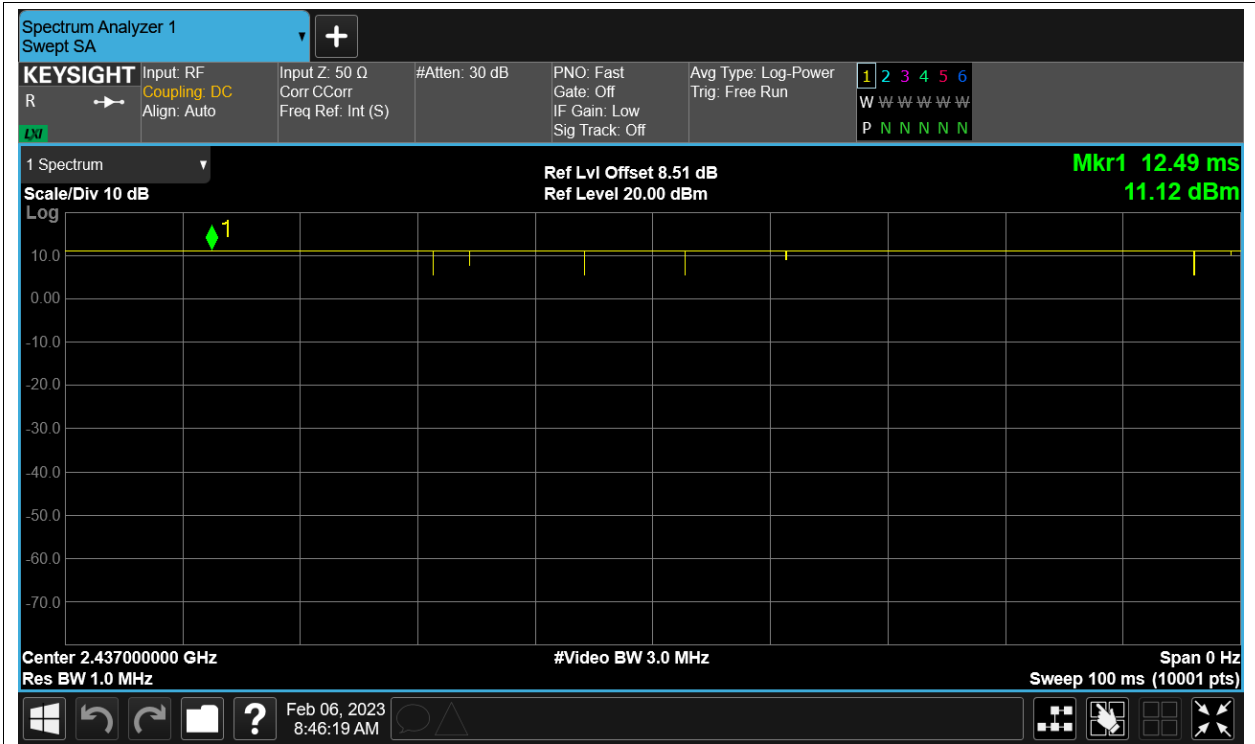 Spectrum Analyzer 1
Swept SA
KEYSIGHT
R
LXI
Input: RF
Coupling: DC
Align: Auto
Input Z: 50 Ω
Corr CCorr
Freq Ref: Int (S)
#Atten: 30 dB
PNO: Fast
Gate: Off
IF Gain: Low
Sig Track: Off
Avg Type: Log-Power
Trig: Free Run
1 2 3 4 5 6
W W W W W W
P N N N N N
1 Spectrum
Scale/Div 10 dB
Ref Lvl Offset 8.51 dB
Ref Level 20.00 dBm
Mkr1 12.49 ms
11.12 dBm
Log
1
10.0
0.00
-10.0
-20.0
-30.0
-40.0
-50.0
-60.0
-70.0
Center 2.437000000 GHz
Res BW 1.0 MHz
#Video BW 3.0 MHz
Span 0 Hz
Sweep 100 ms (10001 pts)
?
Feb 06, 2023
8:46:19 AM